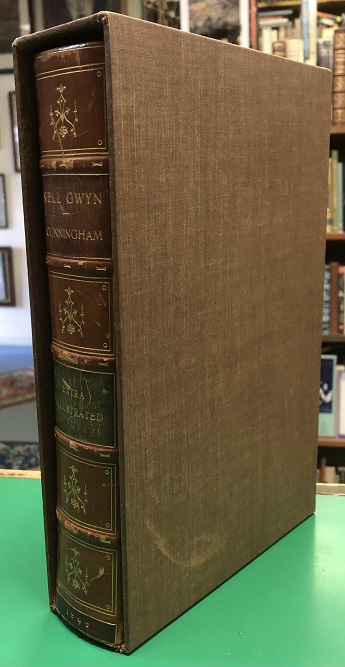 NELL GWYN
CUNNINGHAM
EXTRA
ILLUSTRATED
1892